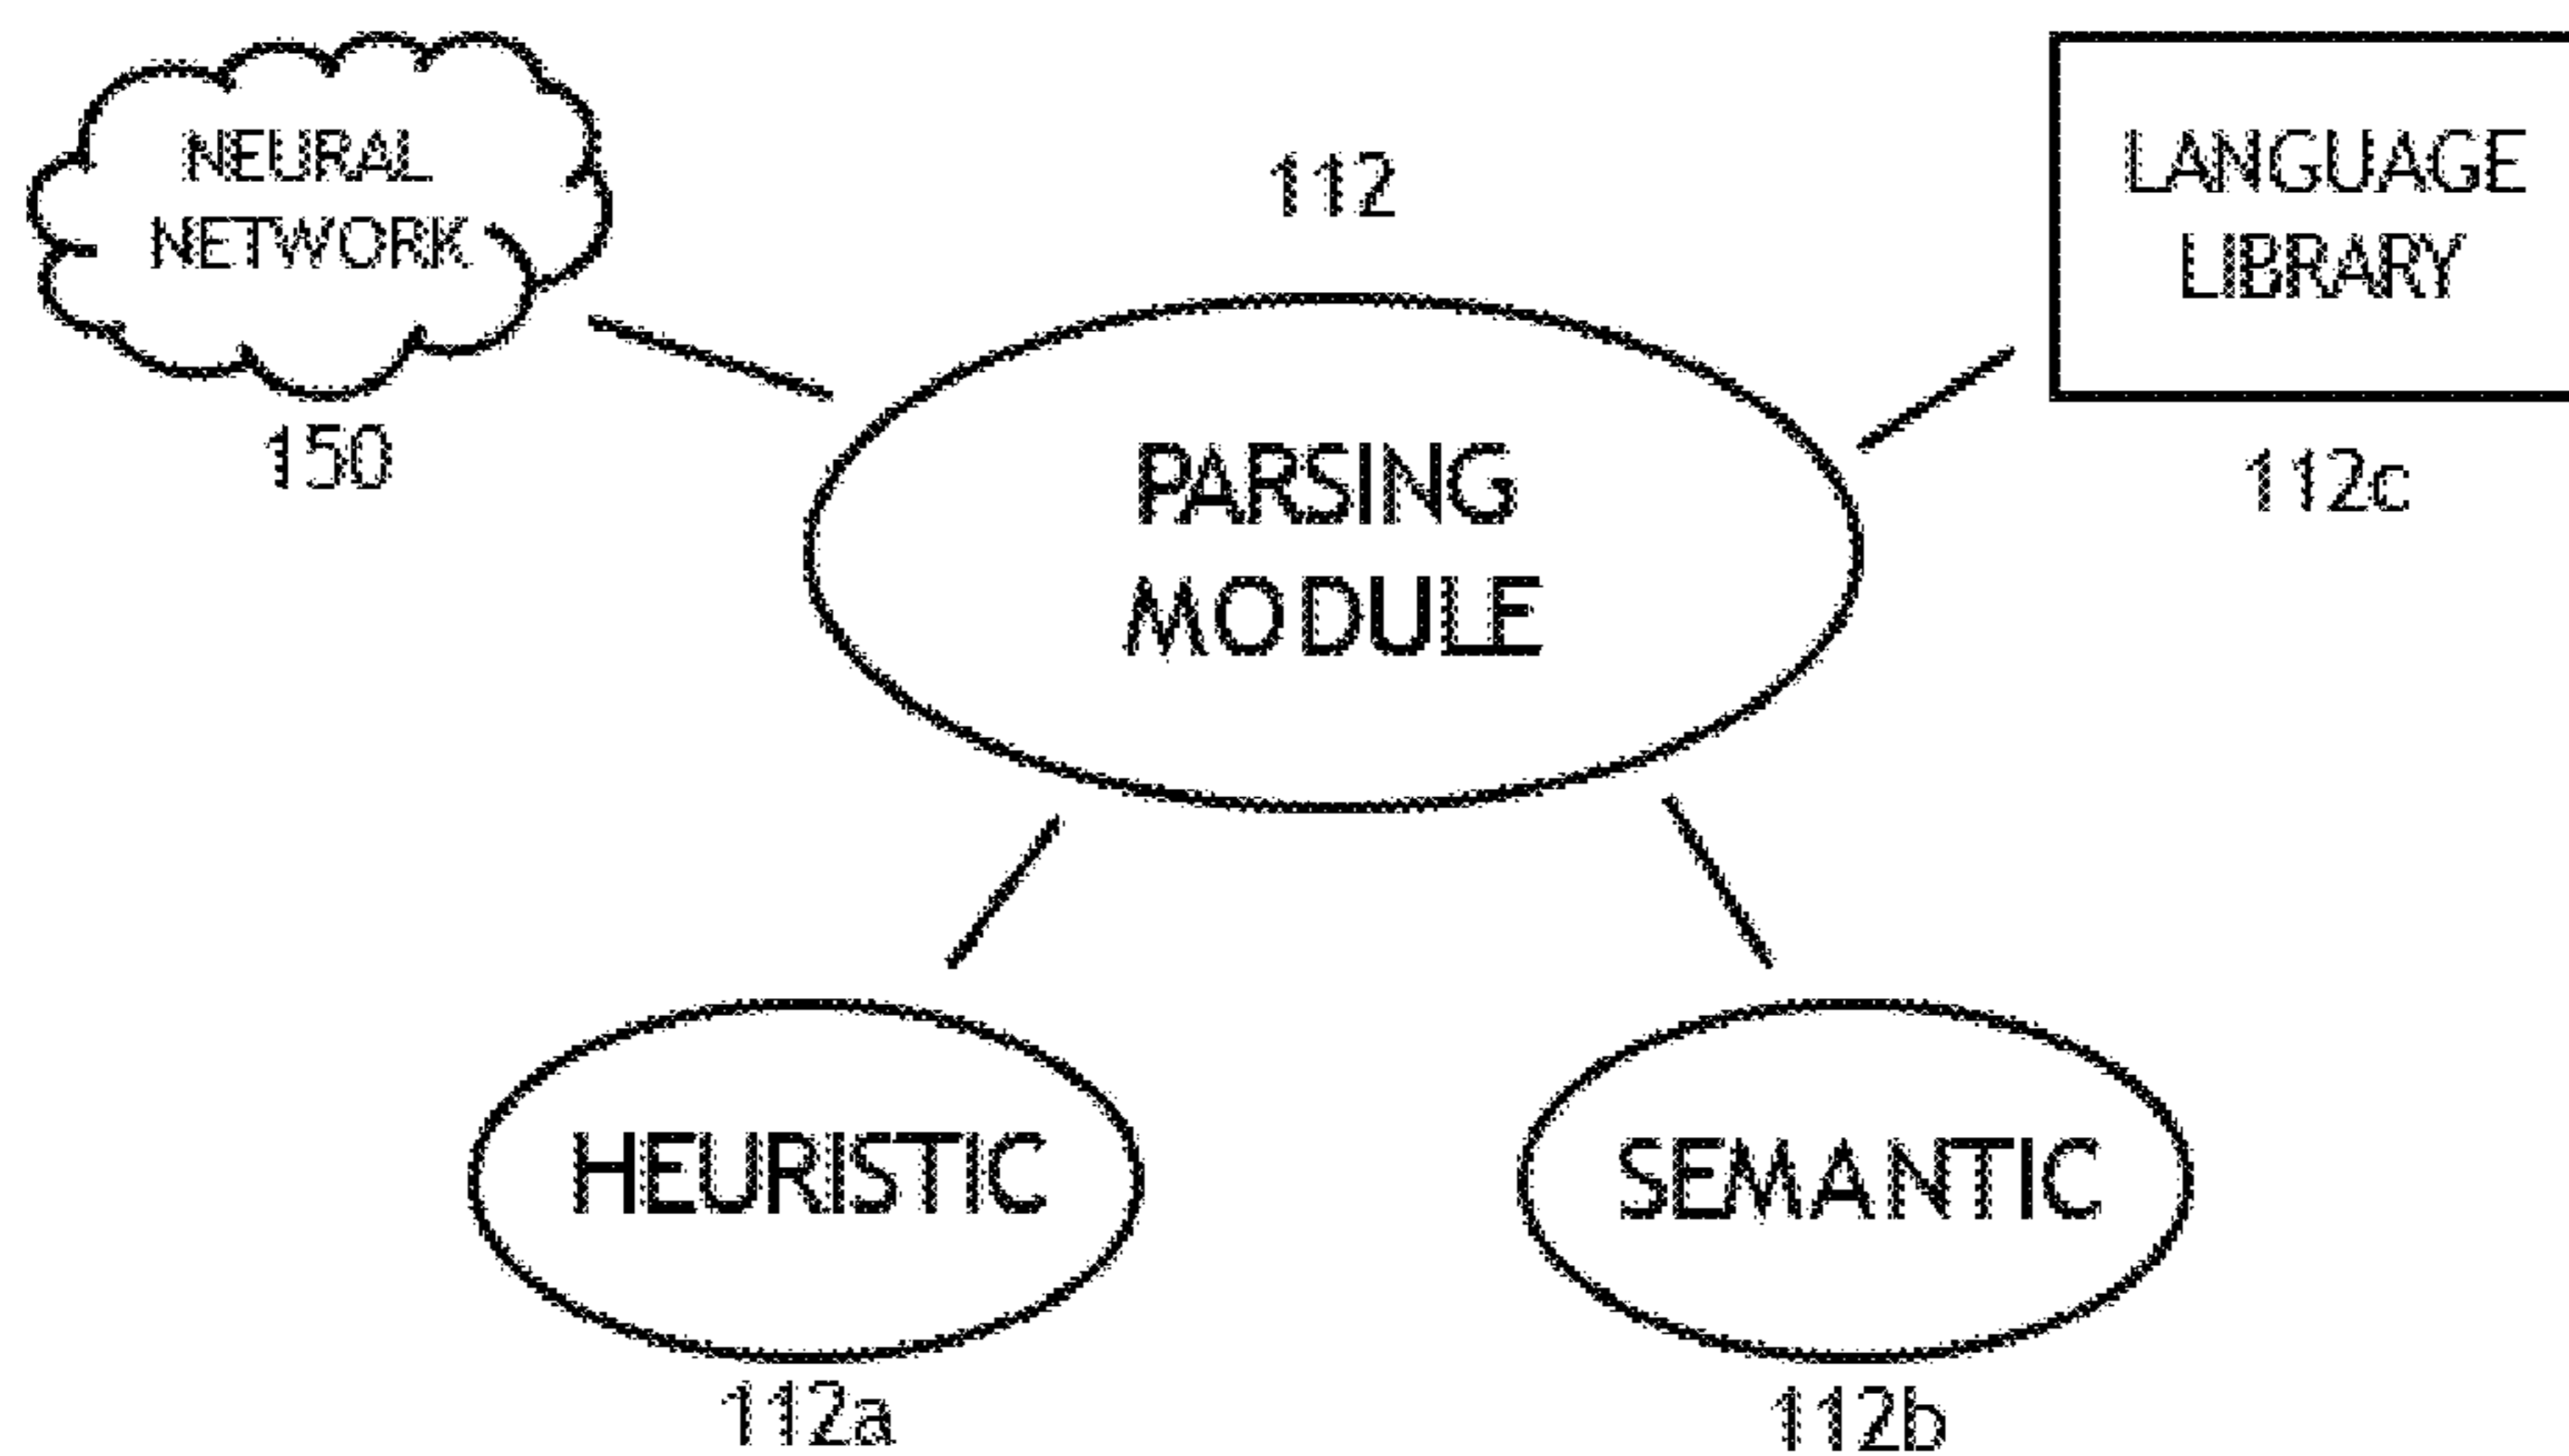 NEURAL
NETWORK
150
112
LANGUAGE
LIBRARY
112c
PARSING
MODULE
HEURISTIC
112a
SEMANTIC
112b